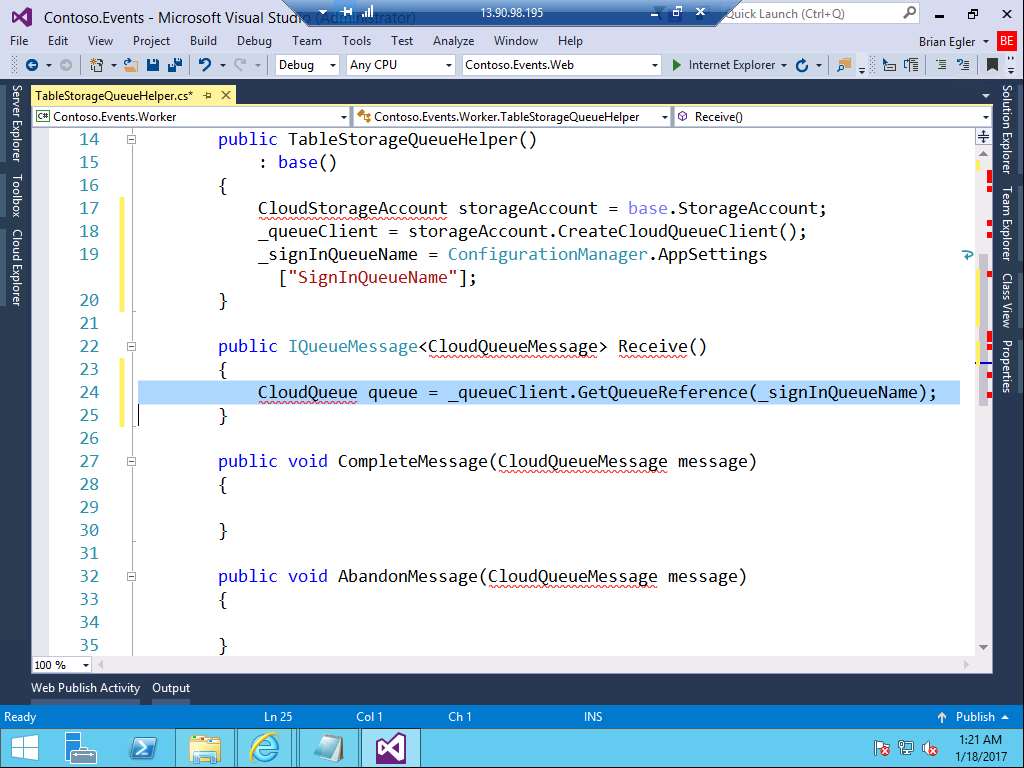 Contoso.Events - Microsoft Visual Studio (Administrator)
13.90.98.195
Quick Launch (Ctrl+Q)
File Edit View Project Build Debug Team Tools Test Analyze Window Help
Brian Egler BE
Debug Any CPU Contoso.Events.Web Internet Explorer
TableStorageQueueHelper.cs*
C# Contoso.Events.Worker Contoso.Events.Worker.TableStorageQueueHelper Receive()
Server Explorer
Toolbox
Cloud Explorer
14 public TableStorageQueueHelper()
15 : base()
16 {
17 CloudStorageAccount storageAccount = base.StorageAccount;
18 _queueClient = storageAccount.CreateCloudQueueClient();
19 _signInQueueName = ConfigurationManager.AppSettings
["SignInQueueName"];
20 }
21
22 public IQueueMessage<CloudQueueMessage> Receive()
23 {
24 CloudQueue queue = _queueClient.GetQueueReference(_signInQueueName);
25 }
26
27 public void CompleteMessage(CloudQueueMessage message)
28 {
29
30 }
31
32 public void AbandonMessage(CloudQueueMessage message)
33 {
34
35 }
Solution Explorer
Team Explorer
Class View
Properties
100 %
Web Publish Activity Output
Ready Ln 25 Col 1 Ch 1 INS Publish
1:21 AM
1/18/2017